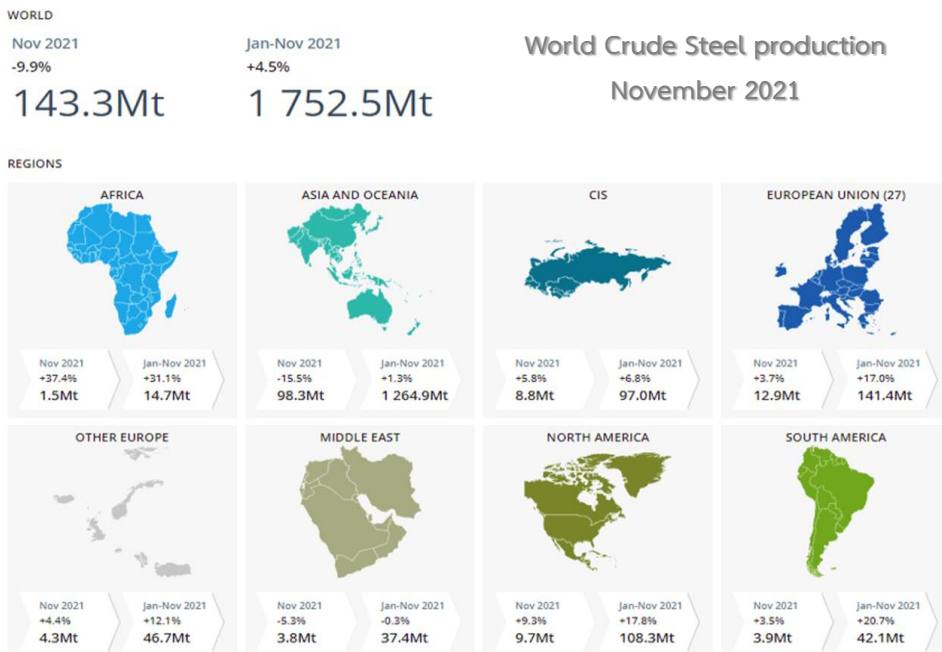 WORLD
Nov 2021
-9.9%
143.3Mt
Jan-Nov 2021
+4.5%
1 752.5Mt
World Crude Steel production
November 2021
REGIONS
AFRICA
Nov 2021
+37.4%
1.5Mt
Jan-Nov 2021
+31.1%
14.7Mt
ASIA AND OCEANIA
Nov 2021
-15.5%
98.3Mt
Jan-Nov 2021
+1.3%
1 264.9Mt
CIS
Nov 2021
+5.8%
8.8Mt
Jan-Nov 2021
+6.8%
97.0Mt
EUROPEAN UNION (27)
Nov 2021
+3.7%
12.9Mt
Jan-Nov 2021
+17.0%
141.4Mt
OTHER EUROPE
Nov 2021
+4.4%
4.3Mt
Jan-Nov 2021
+12.1%
46.7Mt
MIDDLE EAST
Nov 2021
-5.3%
3.8Mt
Jan-Nov 2021
-0.3%
37.4Mt
NORTH AMERICA
Nov 2021
+9.3%
9.7Mt
Jan-Nov 2021
+17.8%
108.3Mt
SOUTH AMERICA
Nov 2021
+3.5%
3.9Mt
Jan-Nov 2021
+20.7%
42.1Mt